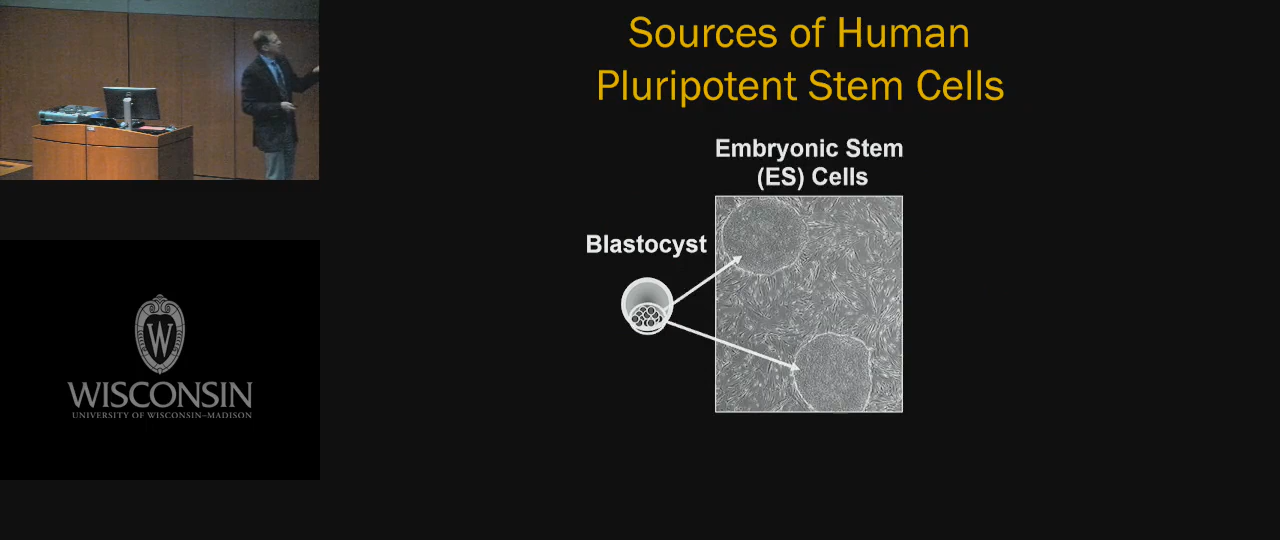 Sources of Human
Pluripotent Stem Cells
Embryonic Stem
(ES) Cells
Blastocyst
W
WISCONSIN
UNIVERSITY OF WISCONSIN–MADISON